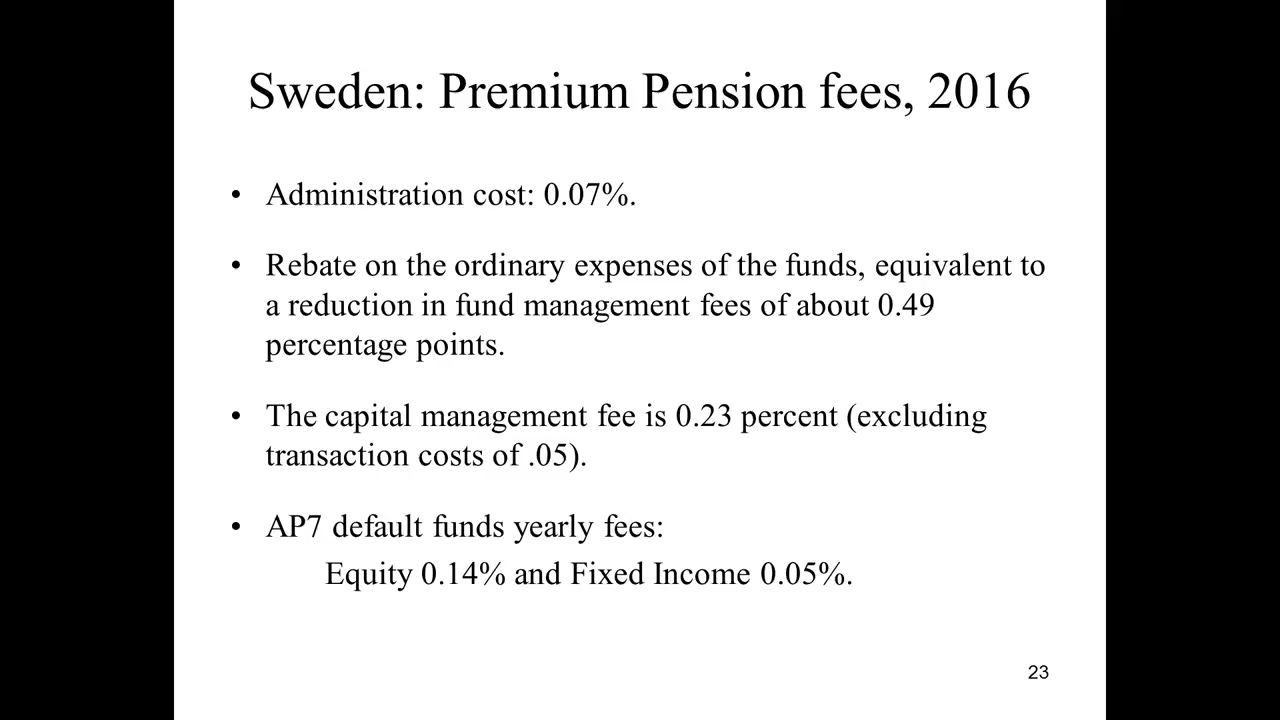 Sweden: Premium Pension fees, 2016
• Administration cost: 0.07%.
• Rebate on the ordinary expenses of the funds, equivalent to
a reduction in fund management fees of about 0.49
percentage points.
• The capital management fee is 0.23 percent (excluding
transaction costs of .05).
• AP7 default funds yearly fees:
Equity 0.14% and Fixed Income 0.05%.
23